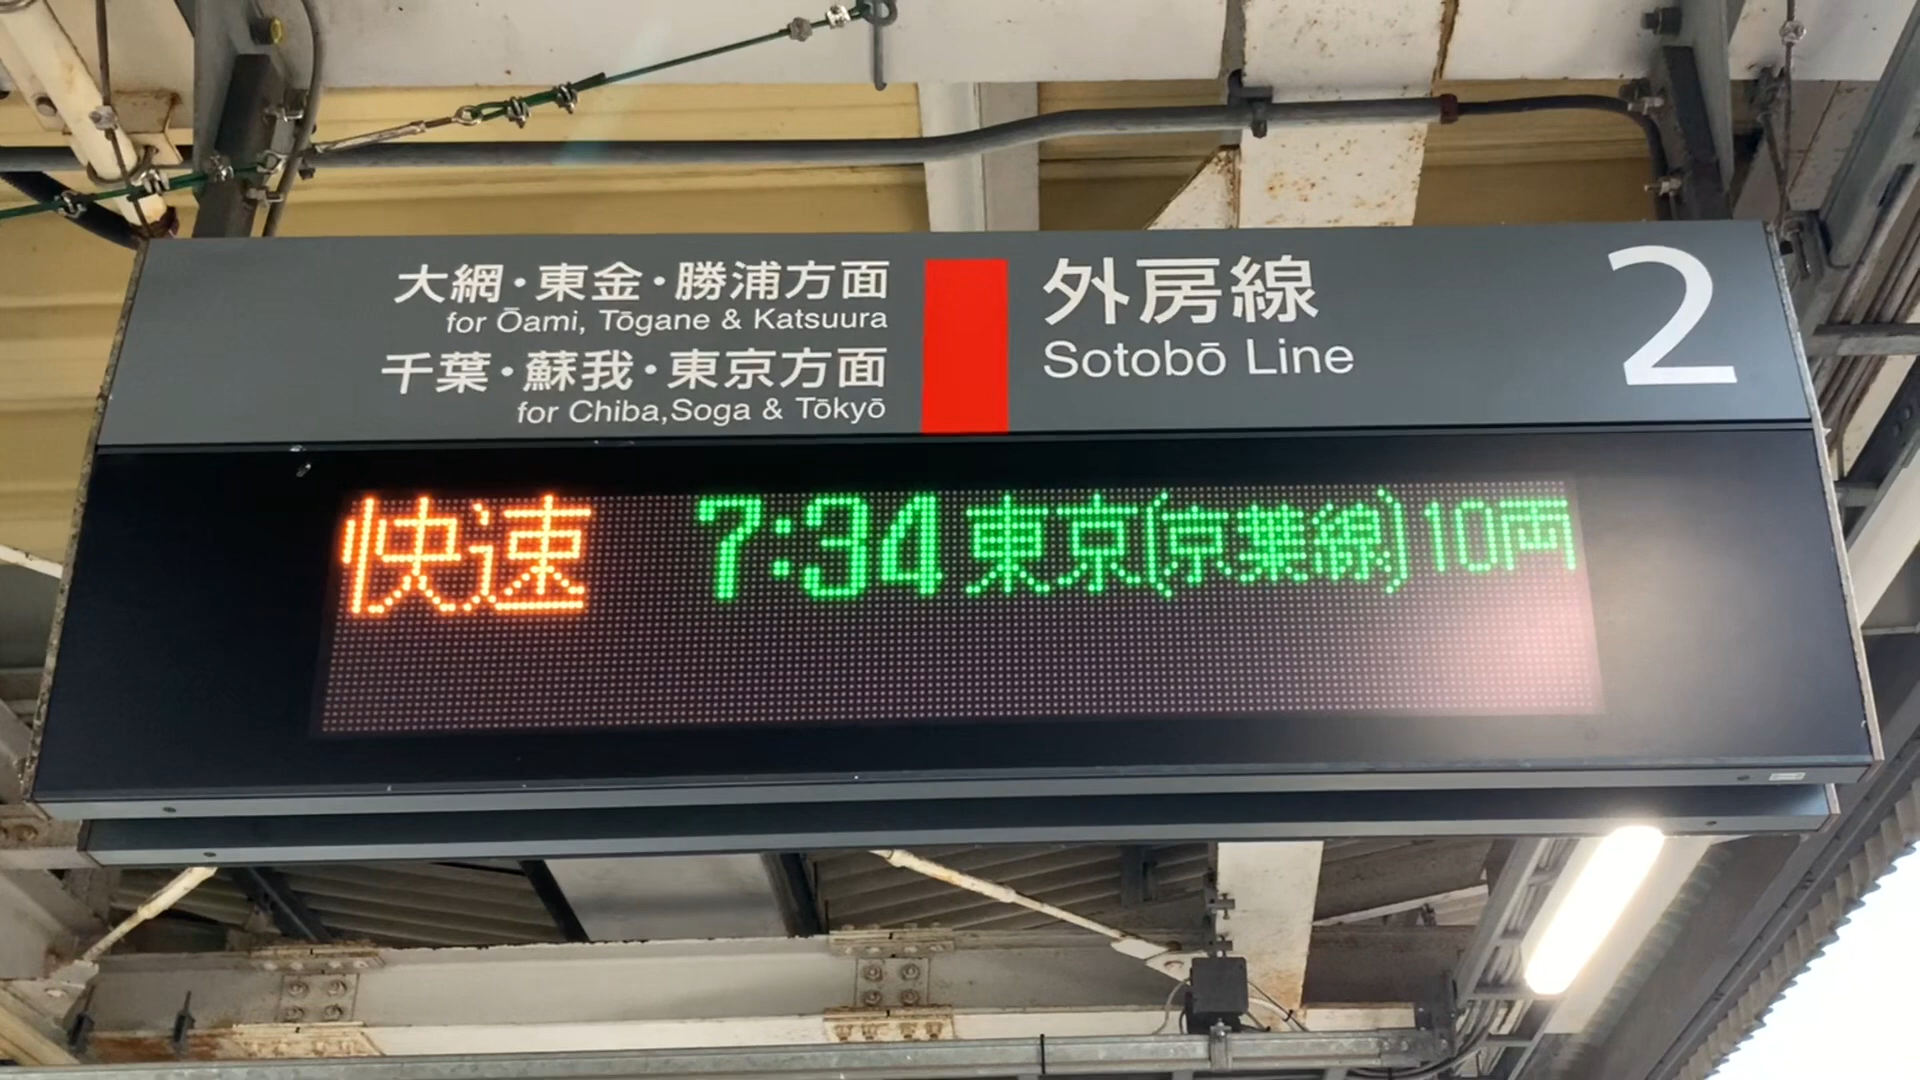 大網・東金・勝浦方面
for Ōami, Tōgane & Katsuura
千葉・蘇我・東京方面
for Chiba,Soga & Tōkyō
外房線
Sotobō Line
2
快速 7:34 東京(京葉線) 10両